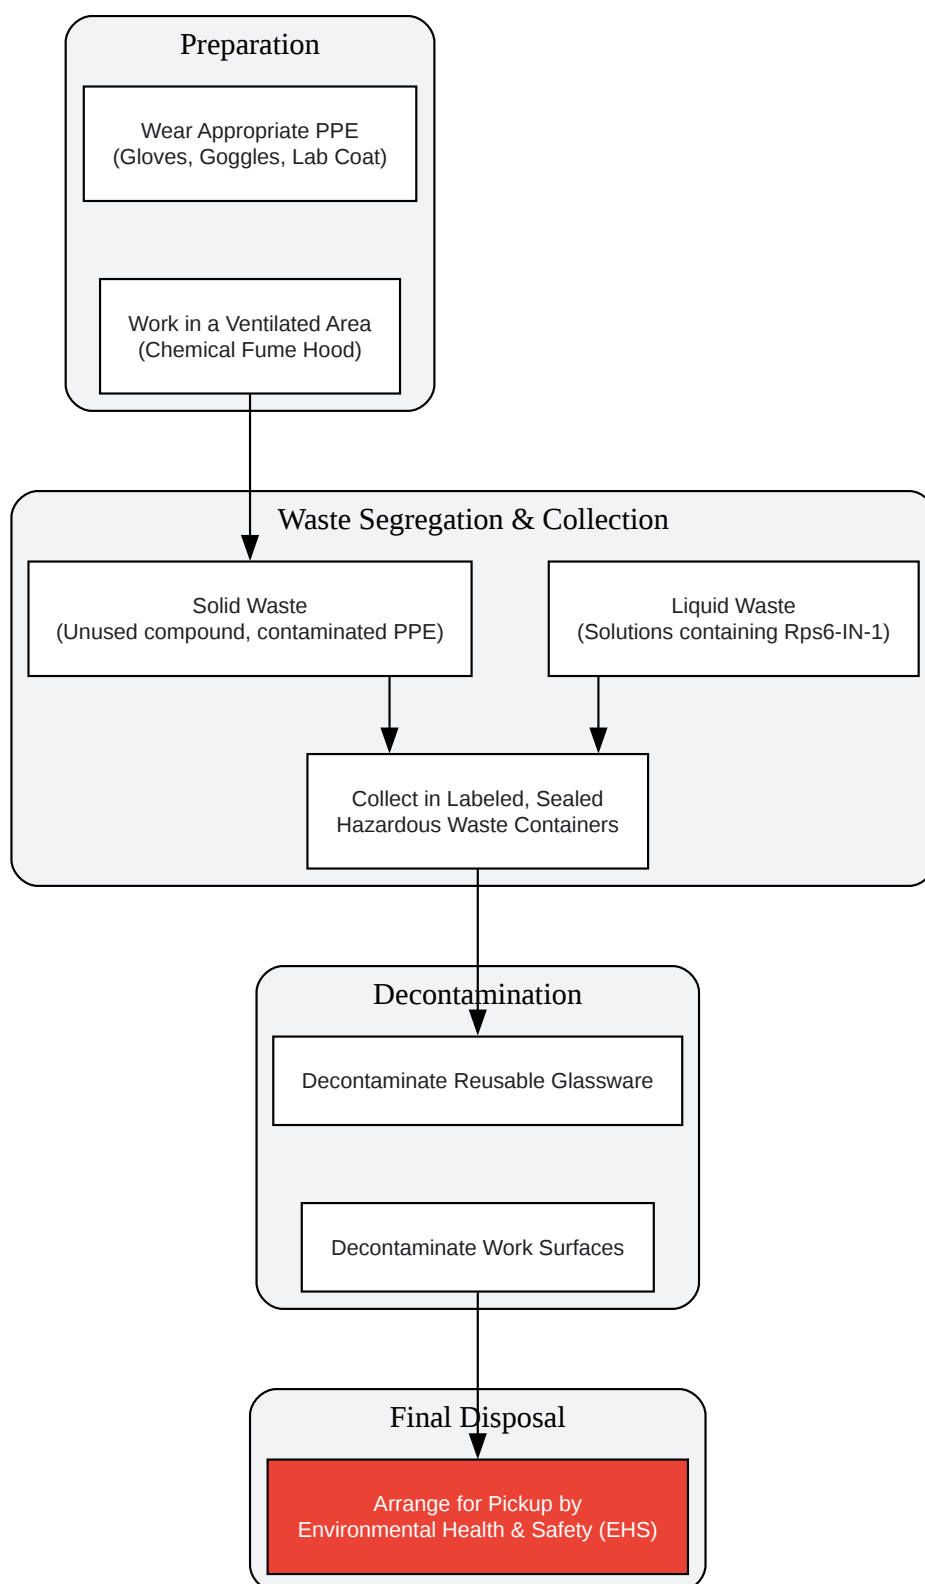 Preparation
Wear Appropriate PPE
(Gloves, Goggles, Lab Coat)
Work in a Ventilated Area
(Chemical Fume Hood)
Waste Segregation & Collection
Solid Waste
(Unused compound, contaminated PPE)
Liquid Waste
(Solutions containing Rps6-IN-1)
Collect in Labeled, Sealed
Hazardous Waste Containers
Decontamination
Decontaminate Reusable Glassware
Decontaminate Work Surfaces
Final Disposal
Arrange for Pickup by
Environmental Health & Safety (EHS)